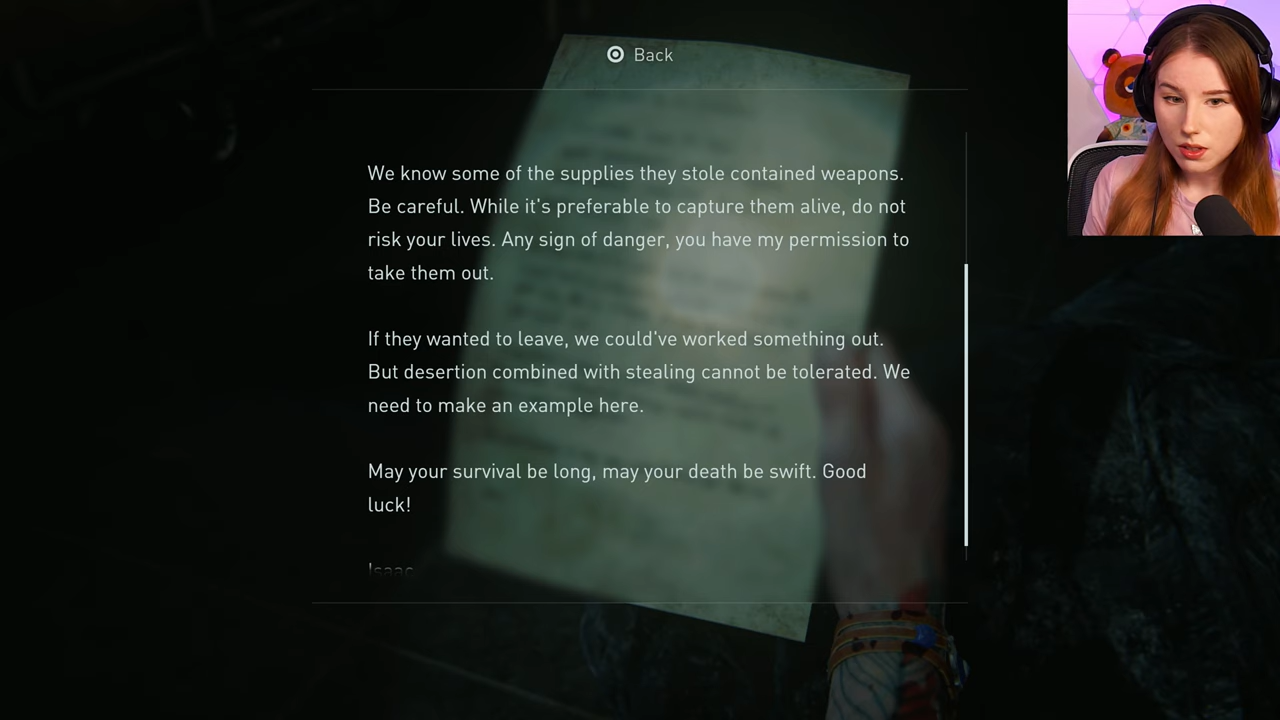 Back
We know some of the supplies they stole contained weapons.
Be careful. While it's preferable to capture them alive, do not
risk your lives. Any sign of danger, you have my permission to
take them out.
If they wanted to leave, we could've worked something out.
But desertion combined with stealing cannot be tolerated. We
need to make an example here.
May your survival be long, may your death be swift. Good
luck!
Isaac